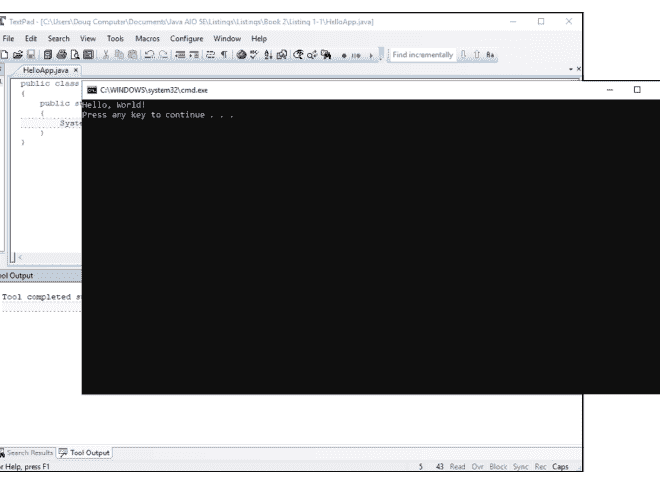 TextPad - [C:\Users\Doug Computer\Documents\Java AIO 5E\Listings\Listings\Book 2\Listing 1-1\HelloApp.java]
File Edit Search View Tools Macros Configure Window Help
Find incrementally
HelloApp.java
public class
{
public
{
}
}
C:\WINDOWS\system32\cmd.exe
Hello, World!
Press any key to continue . . .
Tool Output
Tool completed
Search Results Tool Output
For Help, press F1
5 43 Read Ovr Block Sync Rec Caps